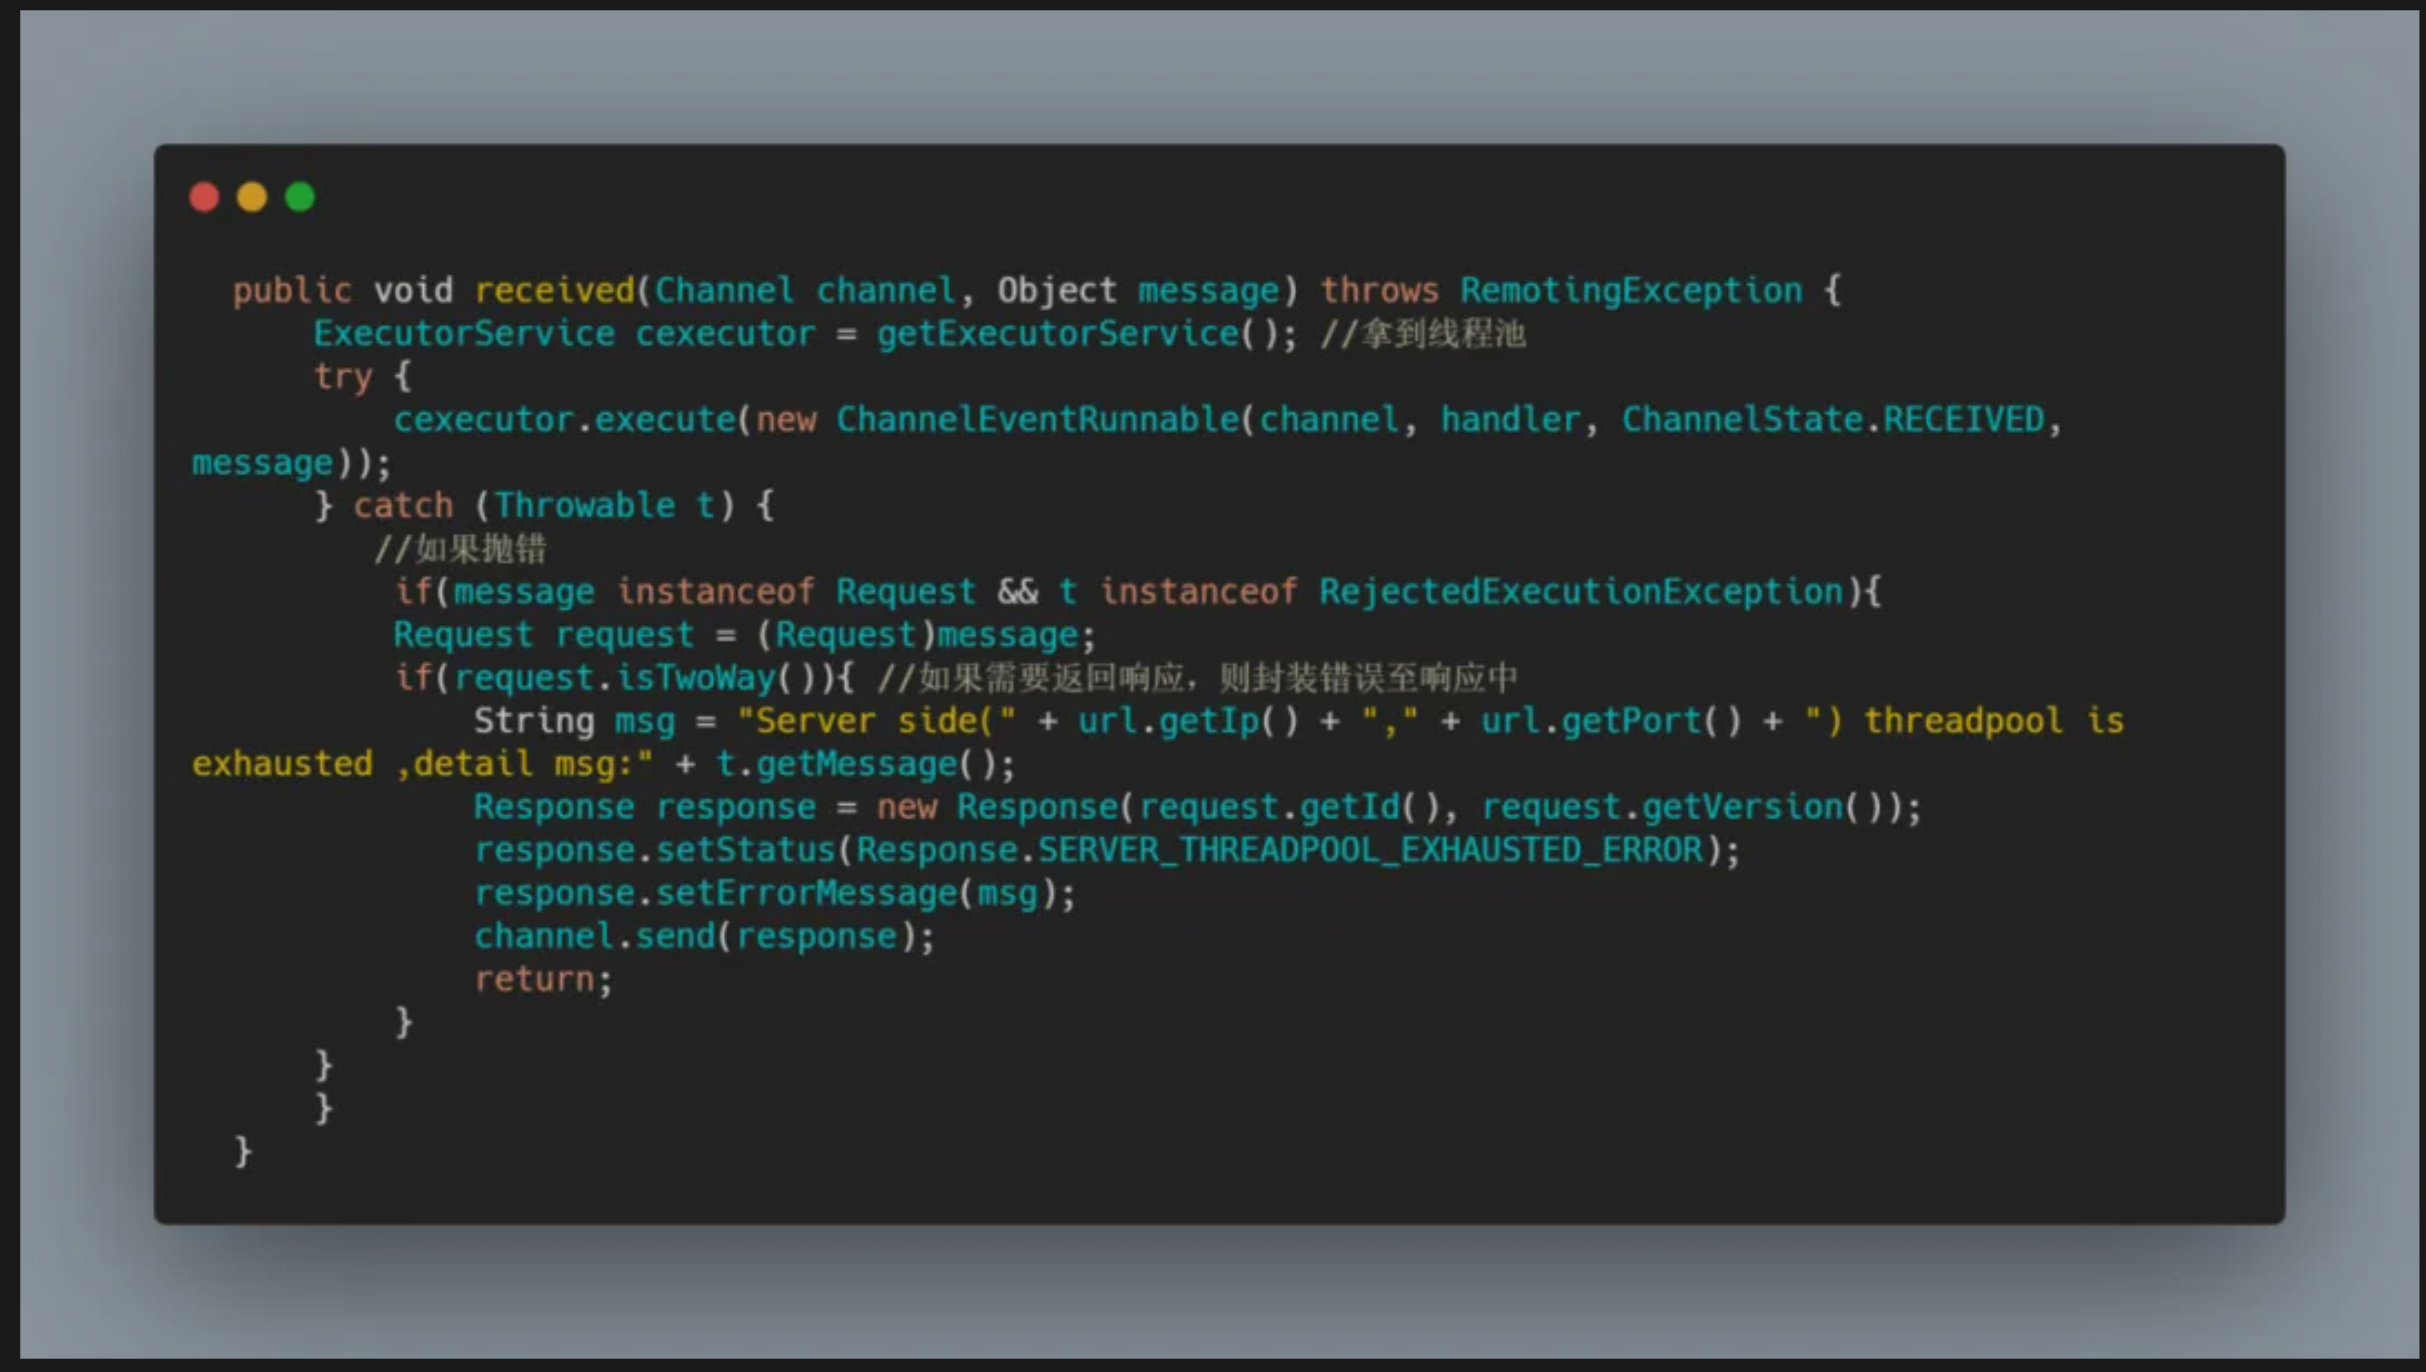 public void received(Channel channel, Object message) throws RemotingException {
ExecutorService cexecutor = getExecutorService(); //拿到线程池
try {
cexecutor.execute(new ChannelEventRunnable(channel, handler, ChannelState.RECEIVED,
message));
} catch (Throwable t) {
//如果抛错
if(message instanceof Request && t instanceof RejectedExecutionException){
Request request = (Request)message;
if(request.isTwoWay()){ //如果需要返回响应，则封装错误至响应中
String msg = "Server side(" + url.getIp() + "," + url.getPort() + ") threadpool is
exhausted ,detail msg:" + t.getMessage();
Response response = new Response(request.getId(), request.getVersion());
response.setStatus(Response.SERVER_THREADPOOL_EXHAUSTED_ERROR);
response.setErrorMessage(msg);
channel.send(response);
return;
}
}
}
}